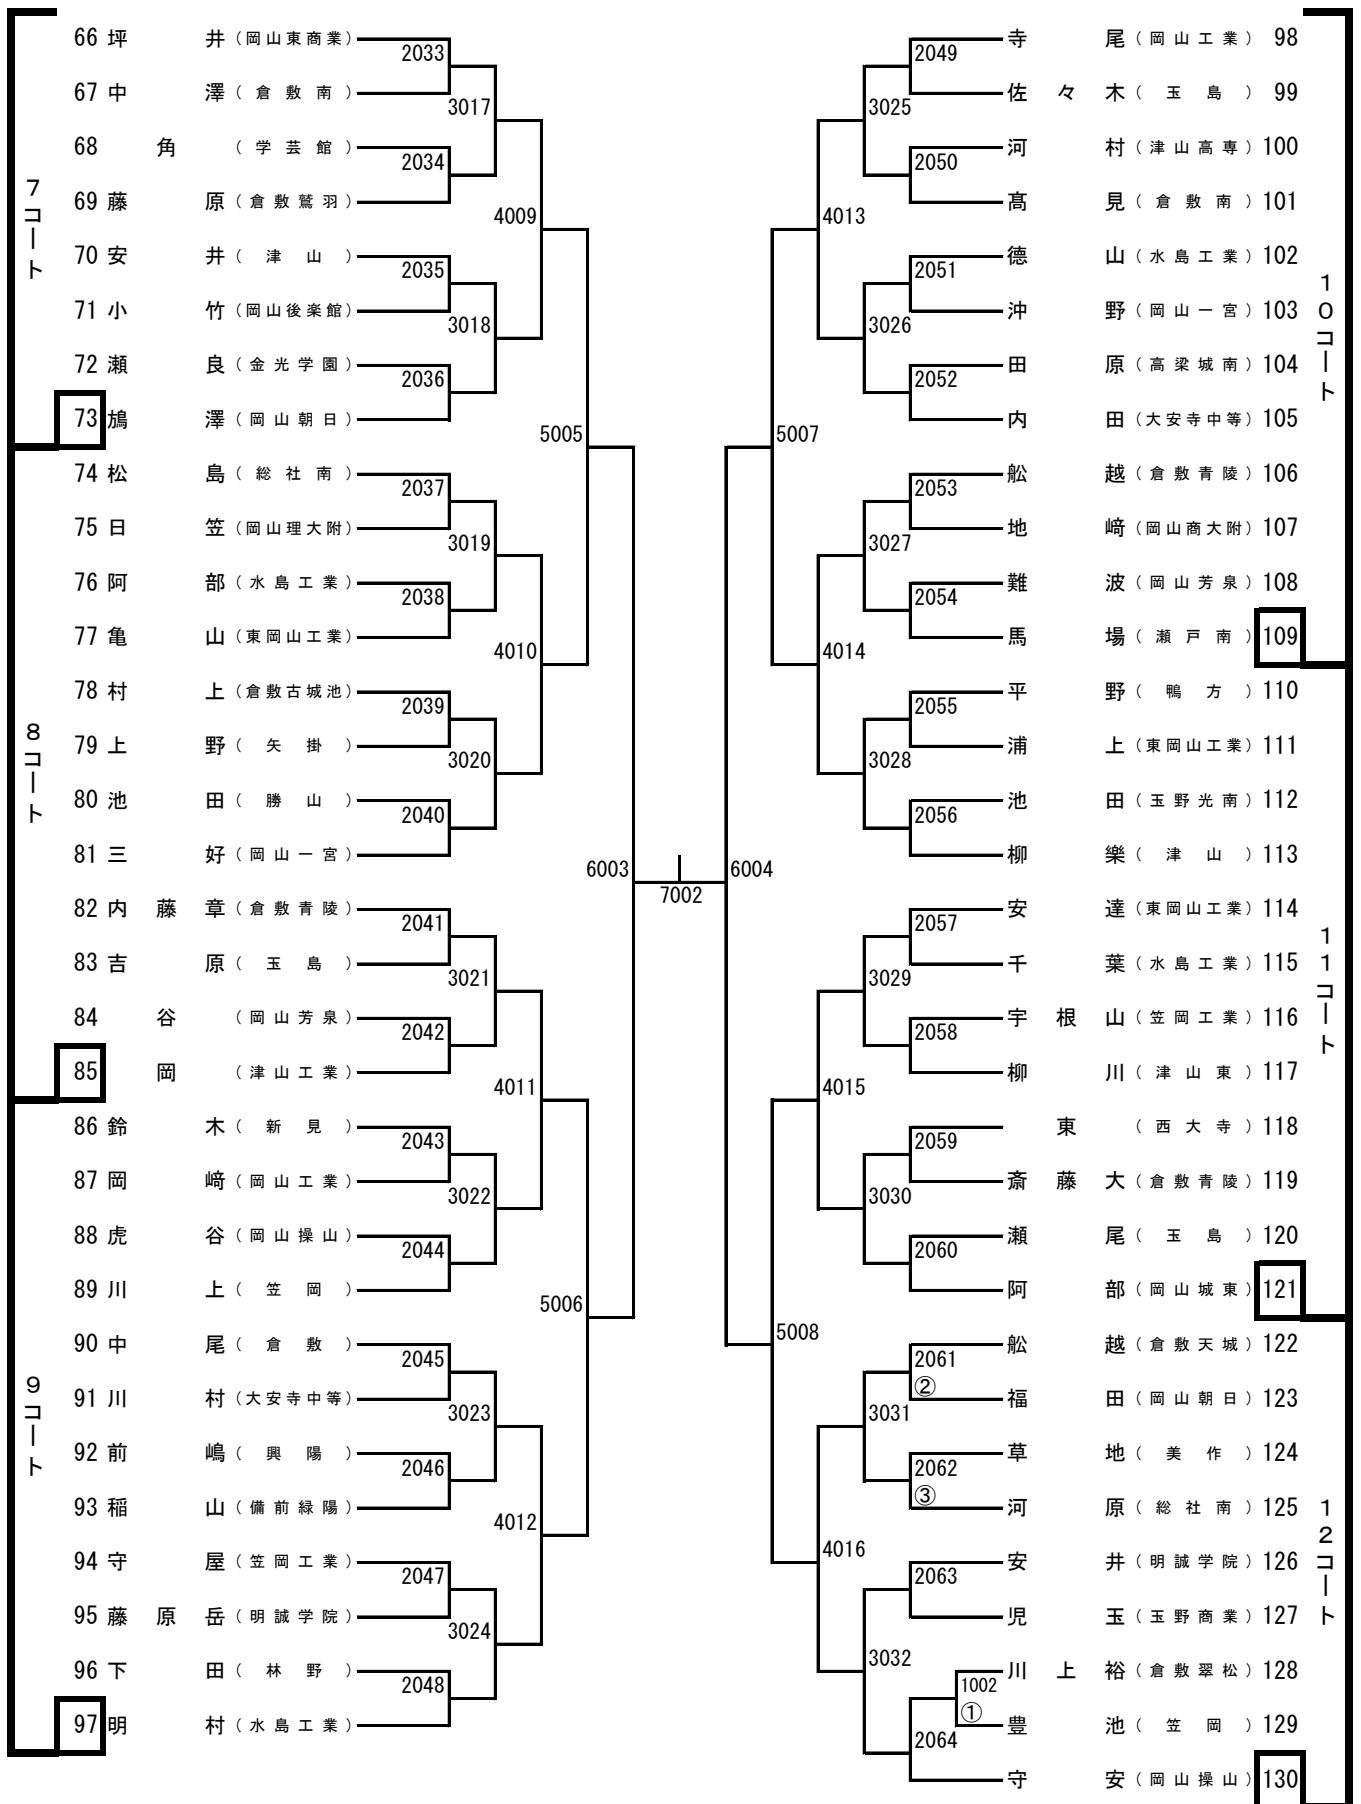 7コート
66 坪井（岡山東商業）
2033
67 中澤（倉敷南）
3017
68 角（学芸館）
2034
69 藤原（倉敷鷲羽）
4009
70 安井（津山）
2035
71 小竹（岡山後楽館）
3018
72 瀬良（金光学園）
2036
73 鴆澤（岡山朝日）
5005
8コート
74 松島（総社南）
2037
75 日笠（岡山理大附）
3019
76 阿部（水島工業）
2038
77 亀山（東岡山工業）
4010
78 村上（倉敷古城池）
2039
79 上野（矢掛）
3020
80 池田（勝山）
2040
81 三好（岡山一宮）
6003
82 内藤章（倉敷青陵）
2041
83 吉原（玉島）
3021
84 谷（岡山芳泉）
2042
85 岡（津山工業）
4011
9コート
86 鈴木（新見）
2043
87 岡﨑（岡山工業）
3022
88 虎谷（岡山操山）
2044
89 川上（笠岡）
5006
90 中尾（倉敷）
2045
91 川村（大安寺中等）
3023
92 前嶋（興陽）
2046
93 稲山（備前緑陽）
4012
94 守屋（笠岡工業）
2047
95 藤原岳（明誠学院）
3024
96 下田（林野）
2048
97 明村（水島工業）
7002
10コート
寺尾（岡山工業） 98
2049
佐々木（玉島） 99
3025
河村（津山高専） 100
2050
髙見（倉敷南） 101
4013
德山（水島工業） 102
2051
沖野（岡山一宮） 103
3026
田原（高梁城南） 104
2052
内田（大安寺中等） 105
5007
舩越（倉敷青陵） 106
2053
地﨑（岡山商大附） 107
3027
難波（岡山芳泉） 108
2054
馬場（瀬戸南） 109
4014
11コート
平野（鴨方） 110
2055
浦上（東岡山工業） 111
3028
池田（玉野光南） 112
2056
柳樂（津山） 113
6004
安達（東岡山工業） 114
2057
千葉（水島工業） 115
3029
宇根山（笠岡工業） 116
2058
柳川（津山東） 117
4015
東（西大寺） 118
2059
斎藤大（倉敷青陵） 119
3030
瀬尾（玉島） 120
2060
阿部（岡山城東） 121
5008
12コート
舩越（倉敷天城） 122
2061
②
福田（岡山朝日） 123
3031
草地（美作） 124
2062
③
河原（総社南） 125
4016
安井（明誠学院） 126
2063
児玉（玉野商業） 127
3032
川上裕（倉敷翠松） 128
1002
①
豊池（笠岡） 129
2064
守安（岡山操山） 130